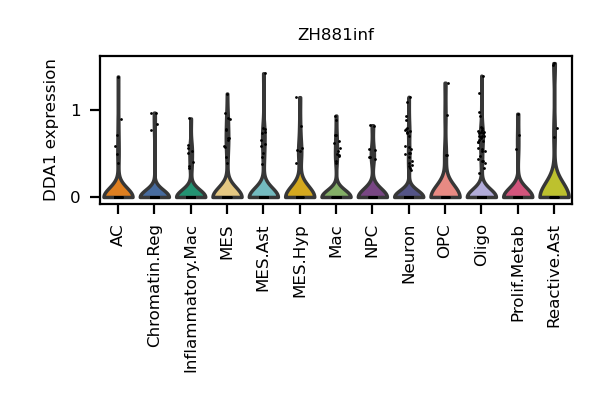 ZH881inf
DDA1 expression
1
0
AC
Chromatin.Reg
Inflammatory.Mac
MES
MES.Ast
MES.Hyp
Mac
NPC
Neuron
OPC
Oligo
Prolif.Metab
Reactive.Ast